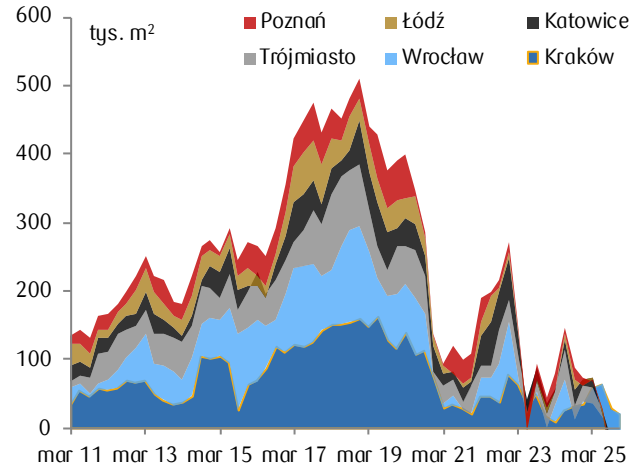 600
tys. m²
Poznań
Łódź
Katowice
Trójmiasto
Wrocław
Kraków
500
400
300
200
100
0
mar 11
mar 13
mar 15
mar 17
mar 19
mar 21
mar 23
mar 25